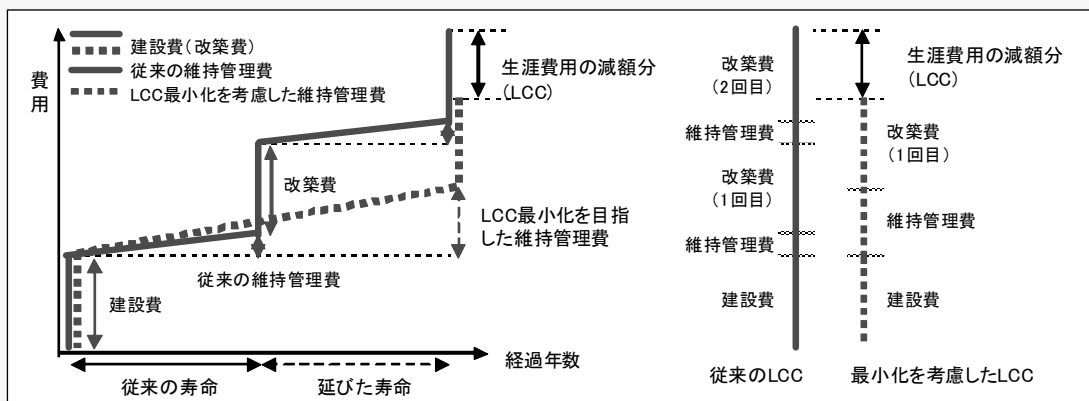 費
用
建設費(改築費)
従来の維持管理費
LCC最小化を考慮した維持管理費
生涯費用の減額分
(LCC)
改築費
LCC最小化を目指
した維持管理費
従来の維持管理費
建設費
経過年数
従来の寿命
延びた寿命
改築費
(2回目)
維持管理費
改築費
(1回目)
維持管理費
建設費
従来のLCC
生涯費用の減額分
(LCC)
改築費
(1回目)
維持管理費
建設費
最小化を考慮したLCC